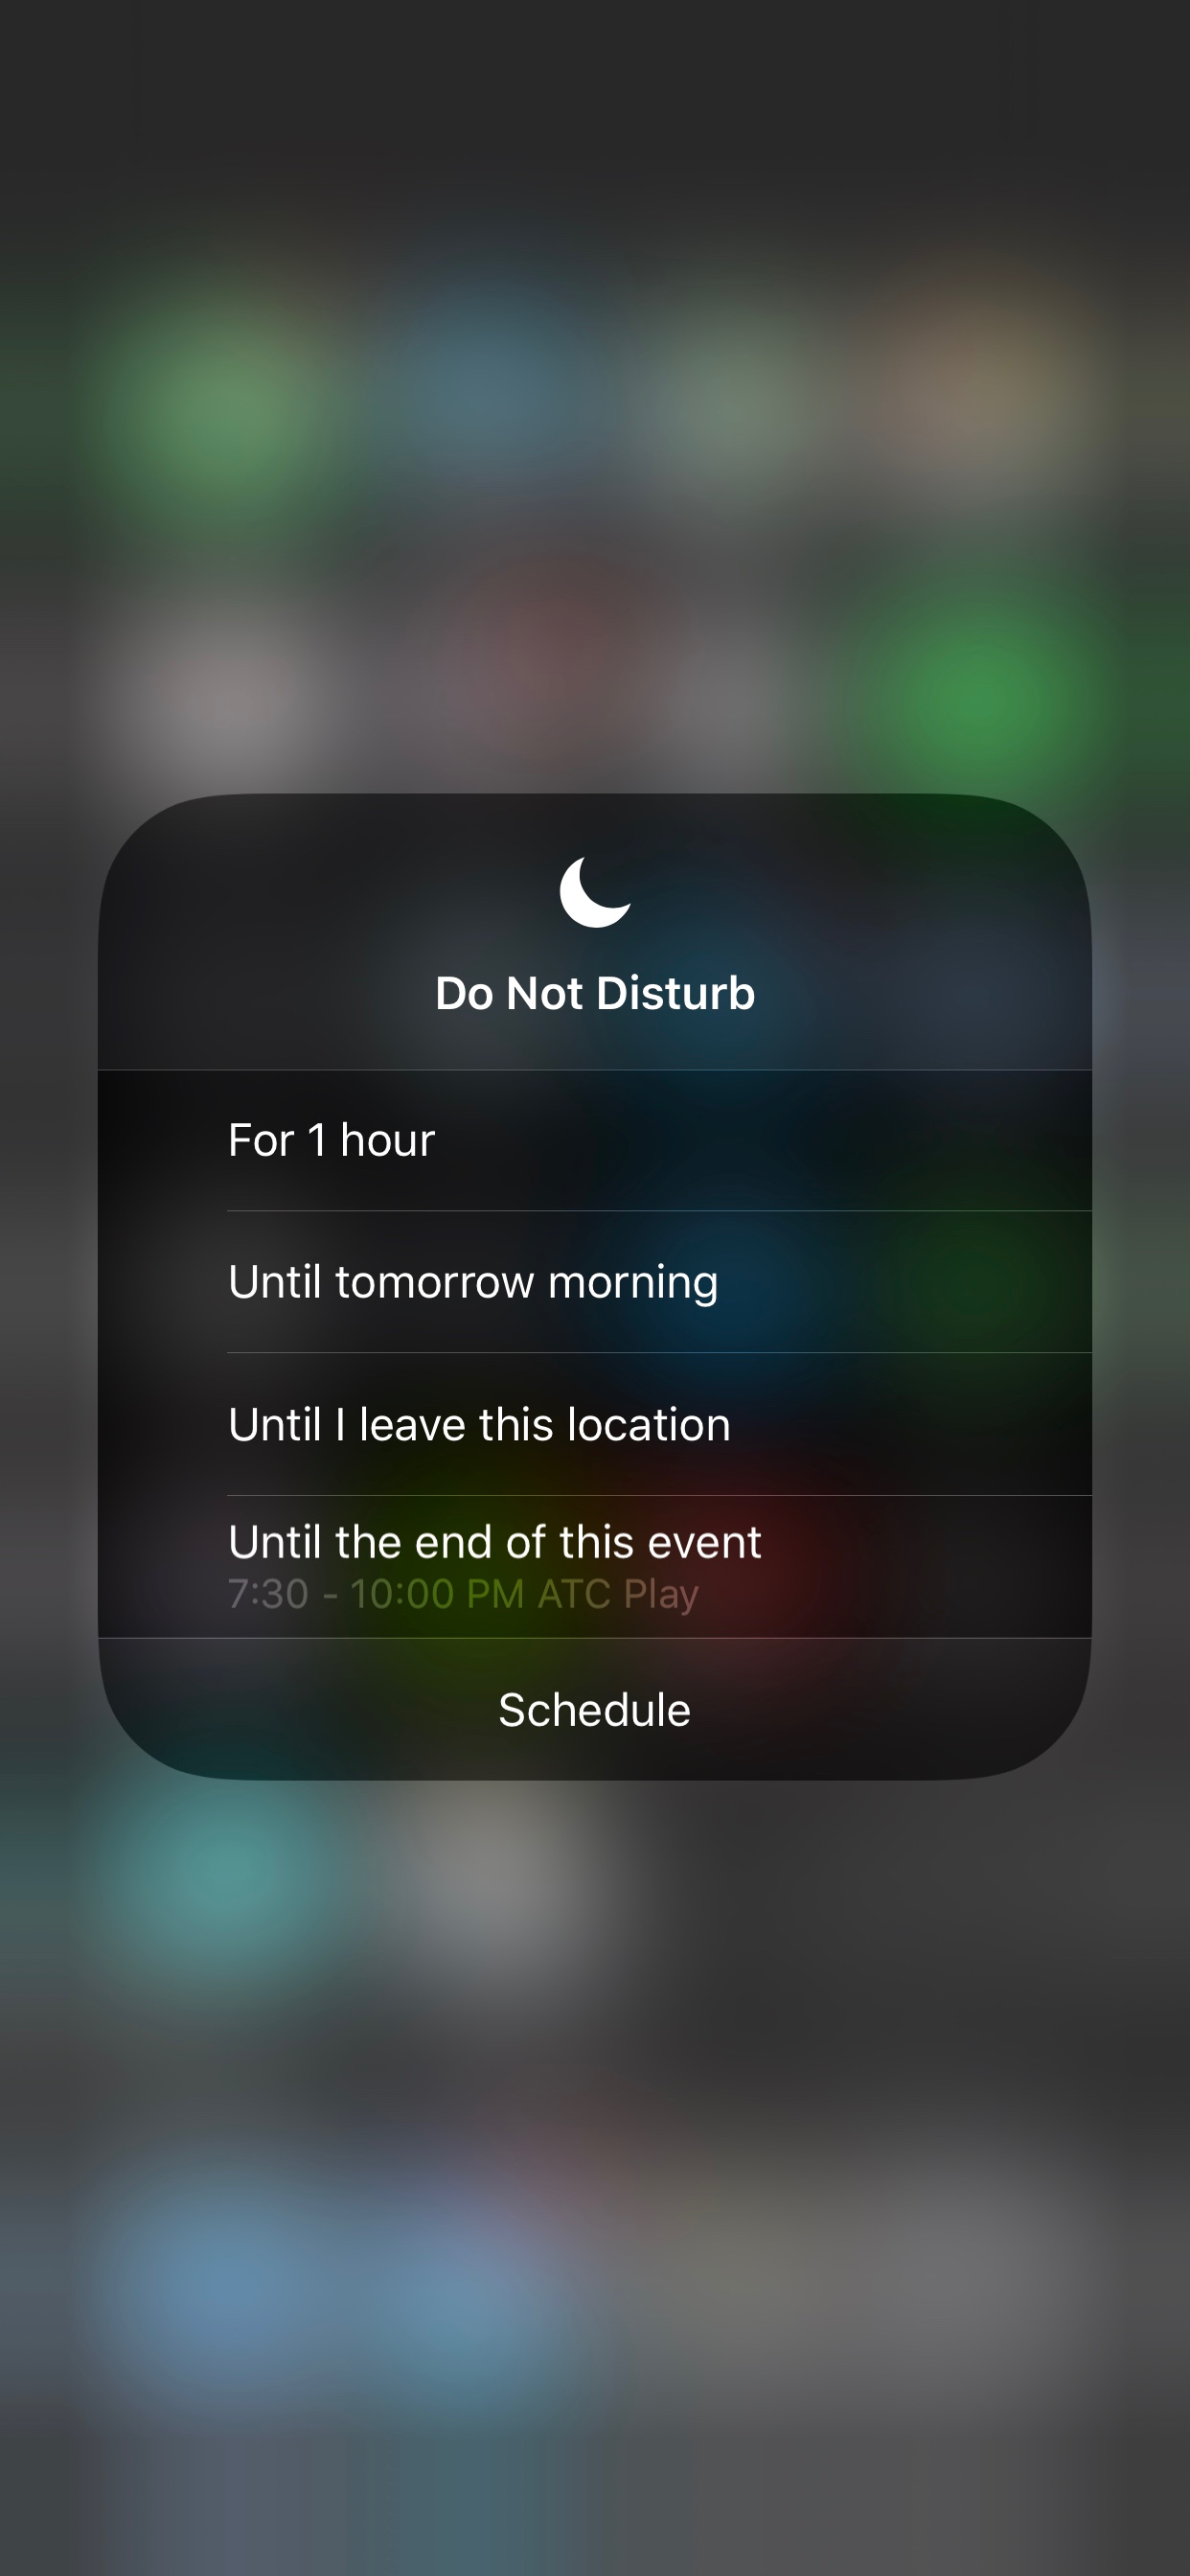 Do Not Disturb
For 1 hour
Until tomorrow morning
Until I leave this location
Until the end of this event
7:30 - 10:00 PM ATC Play
Schedule